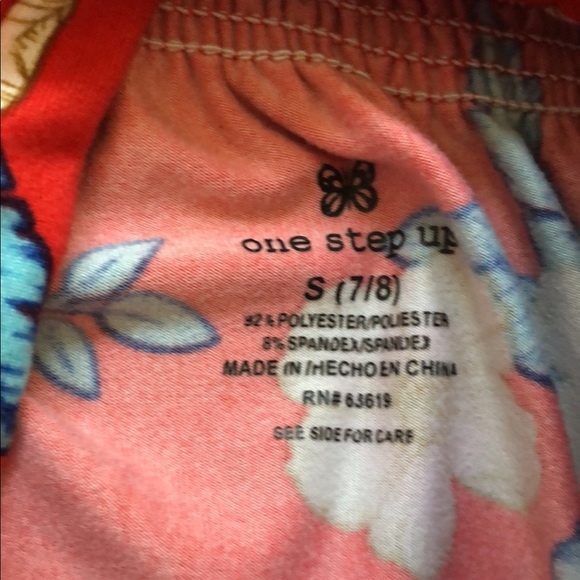 one step up
S (7/8)
92% POLYESTER/POLIESTER
8% SPANDEX/SPANDEX
MADE IN/HECHO EN CHINA
RN# 63619
SEE SIDE FOR CARE